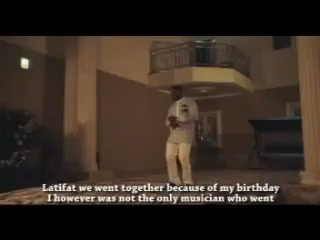 Latifat we went together because of my birthday
I however was not the only musician who went